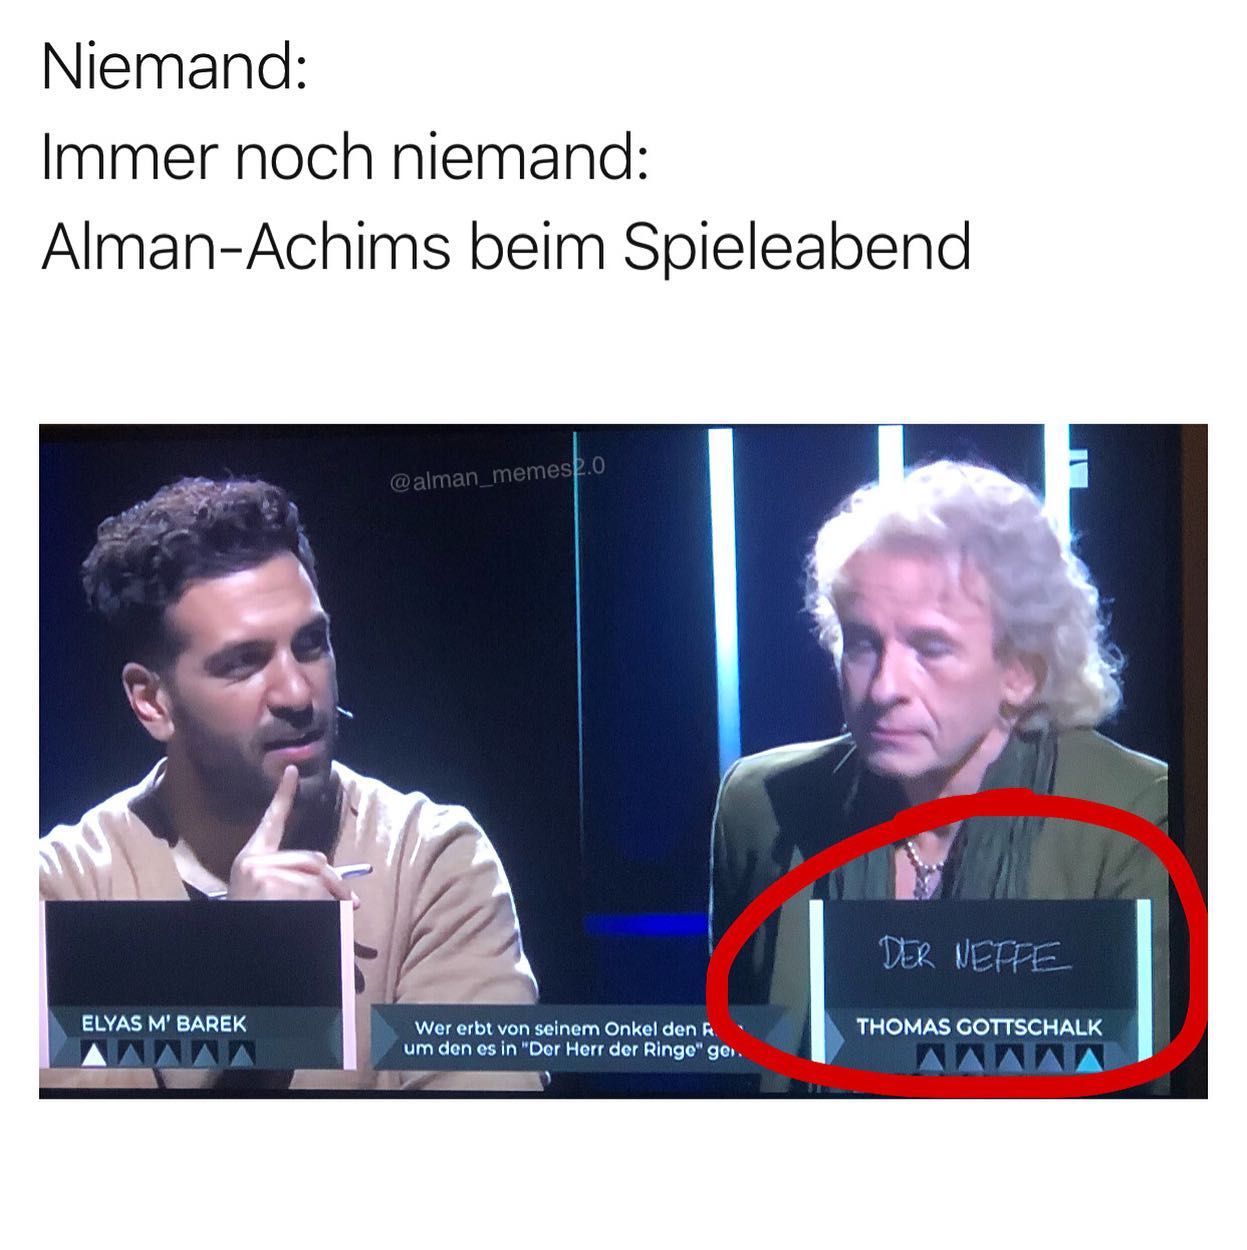 Niemand:
Immer noch niemand:
Alman-Achims beim Spieleabend
@alman_memes2.0
DER NEFFE
ELYAS M' BAREK
Wer erbt von seinem Onkel den
um den es in "Der Herr der Ringe"
THOMAS GOTTSCHALK